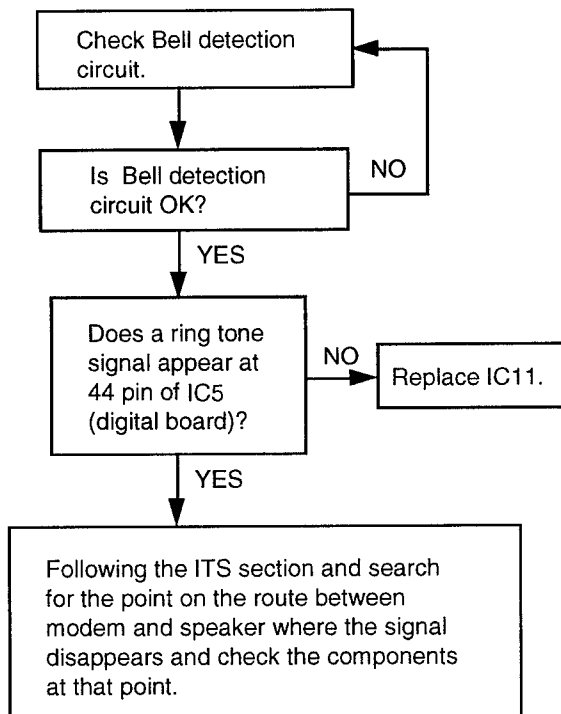 Check Bell detection
circuit.
Is Bell detection
circuit OK?
NO
YES
Does a ring tone
signal appear at
44 pin of IC5
(digital board)?
NO
Replace IC11.
YES
Following the ITS section and search
for the point on the route between
modem and speaker where the signal
disappears and check the components
at that point.